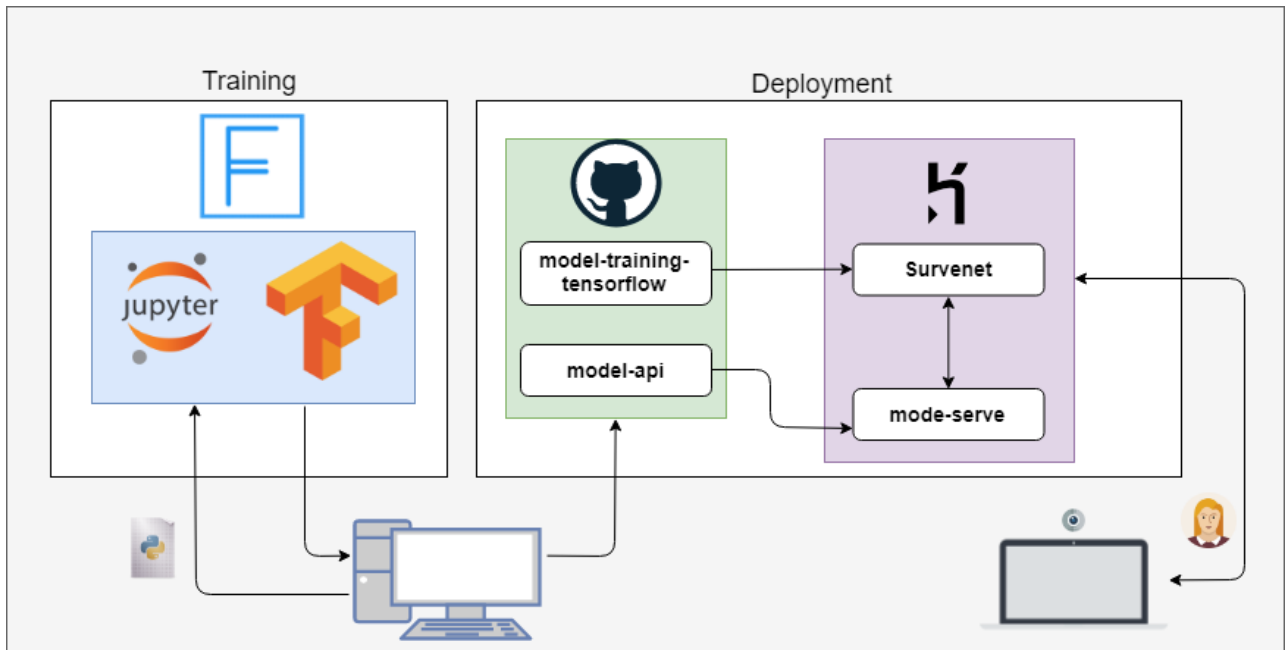 Training
Deployment
jupyter
model-training-
tensorflow
model-api
Survenet
mode-serve